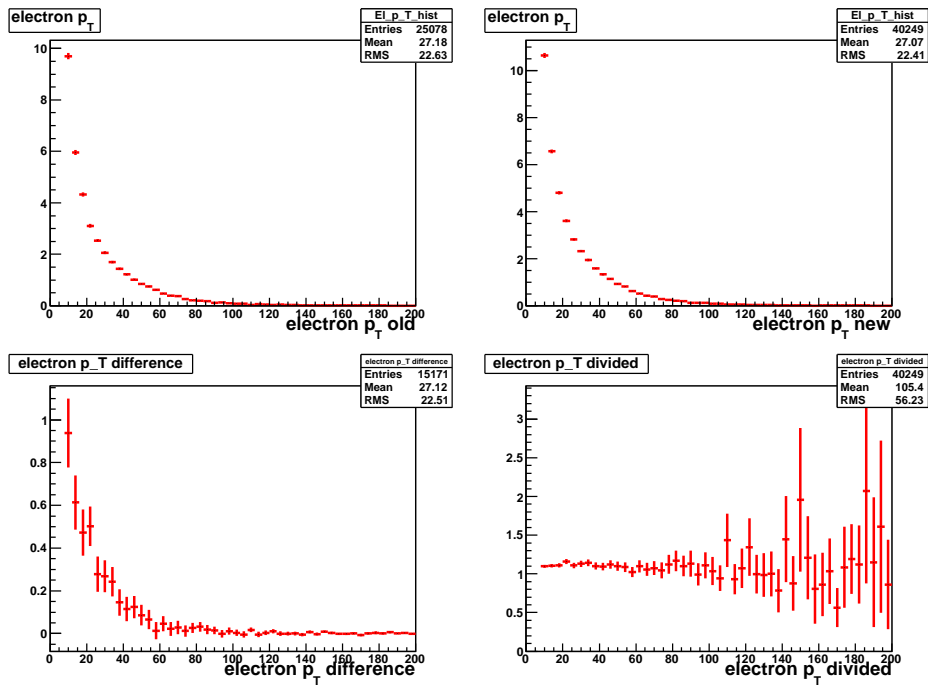 electron p_T
El_p_T_hist
Entries 25078
Mean 27.18
RMS 22.63
10
8
6
4
2
0
0 20 40 60 80 100 120 140 160 180 200
electron p_T old
electron p_T
El_p_T_hist
Entries 40249
Mean 27.07
RMS 22.41
10
8
6
4
2
0
0 20 40 60 80 100 120 140 160 180 200
electron p_T new
electron p_T difference
electron p_T difference
Entries 15171
Mean 27.12
RMS 22.51
1
0.8
0.6
0.4
0.2
0
0 20 40 60 80 100 120 140 160 180 200
electron p_T difference
electron p_T divided
electron p_T divided
Entries 40249
Mean 105.4
RMS 56.23
3
2.5
2
1.5
1
0.5
0
0 20 40 60 80 100 120 140 160 180 200
electron p_T divided